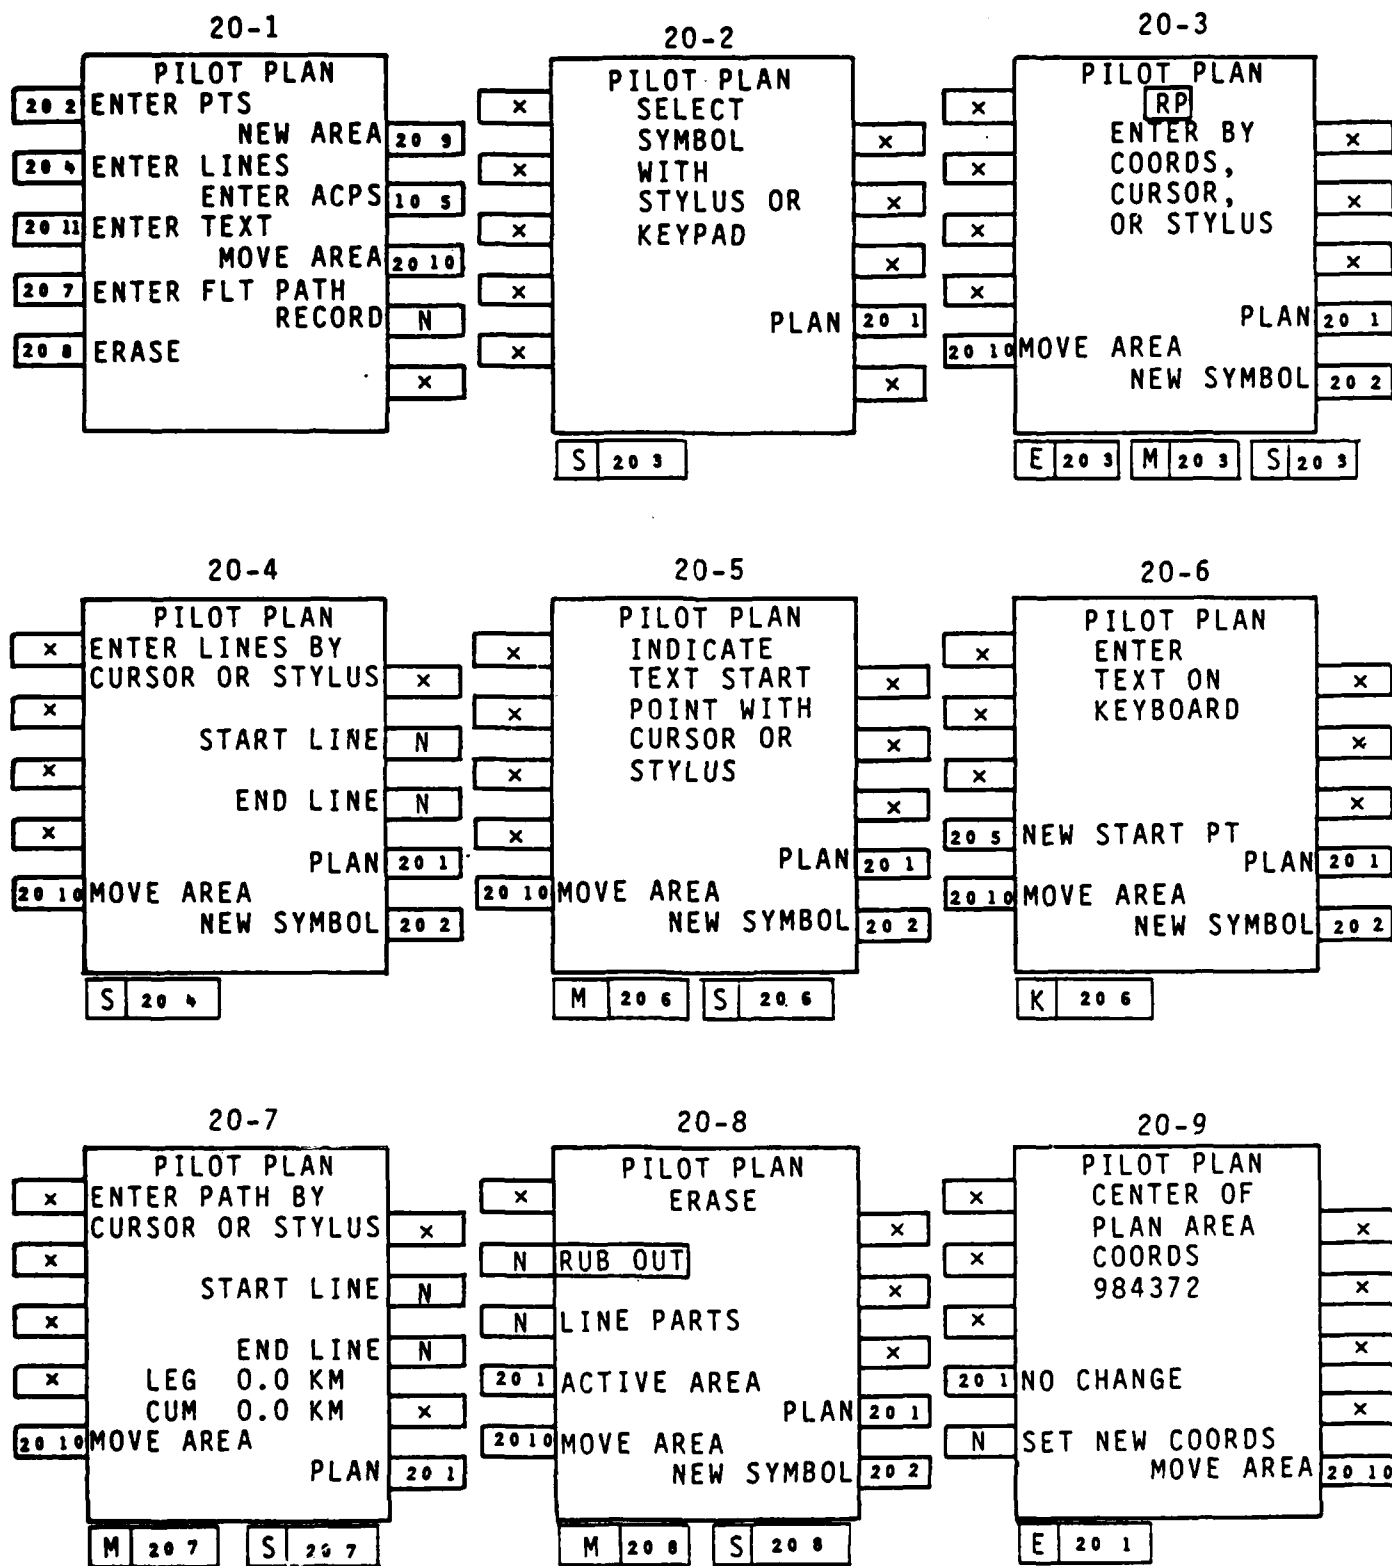 20-1
PILOT PLAN
20 2 ENTER PTS
NEW AREA 20 9
20 4 ENTER LINES
ENTER ACPS 10 5
20 11 ENTER TEXT
MOVE AREA 20 10
20 7 ENTER FLT PATH
RECORD N
20 8 ERASE
x
20-2
PILOT PLAN
x SELECT
SYMBOL x
x WITH
STYLUS OR x
x KEYPAD
x
x
PLAN 20 1
x
x
S 20 3
20-3
PILOT PLAN
x RP
ENTER BY x
x COORDS,
CURSOR, x
x OR STYLUS
x
x
PLAN 20 1
20 10 MOVE AREA
NEW SYMBOL 20 2
E 20 3 M 20 3 S 20 3
20-4
PILOT PLAN
x ENTER LINES BY
CURSOR OR STYLUS x
x
START LINE N
x
END LINE N
x
PLAN 20 1
20 10 MOVE AREA
NEW SYMBOL 20 2
S 20 4
20-5
PILOT PLAN
x INDICATE
TEXT START x
x POINT WITH
CURSOR OR x
x STYLUS
x
x
PLAN 20 1
20 10 MOVE AREA
NEW SYMBOL 20 2
M 20 6 S 20 6
20-6
PILOT PLAN
x ENTER
TEXT ON x
x KEYBOARD
x
x
x
20 5 NEW START PT
PLAN 20 1
20 10 MOVE AREA
NEW SYMBOL 20 2
K 20 6
20-7
PILOT PLAN
x ENTER PATH BY
CURSOR OR STYLUS x
x
START LINE N
x
END LINE N
x LEG 0.0 KM
CUM 0.0 KM x
20 10 MOVE AREA
PLAN 20 1
M 20 7 S 20 7
20-8
PILOT PLAN
x ERASE
x
N RUB OUT
x
N LINE PARTS
x
20 1 ACTIVE AREA
PLAN 20 1
20 10 MOVE AREA
NEW SYMBOL 20 2
M 20 8 S 20 8
20-9
PILOT PLAN
x CENTER OF
PLAN AREA x
x COORDS
984372 x
x
x
20 1 NO CHANGE
x
N SET NEW COORDS
MOVE AREA 20 10
E 20 1